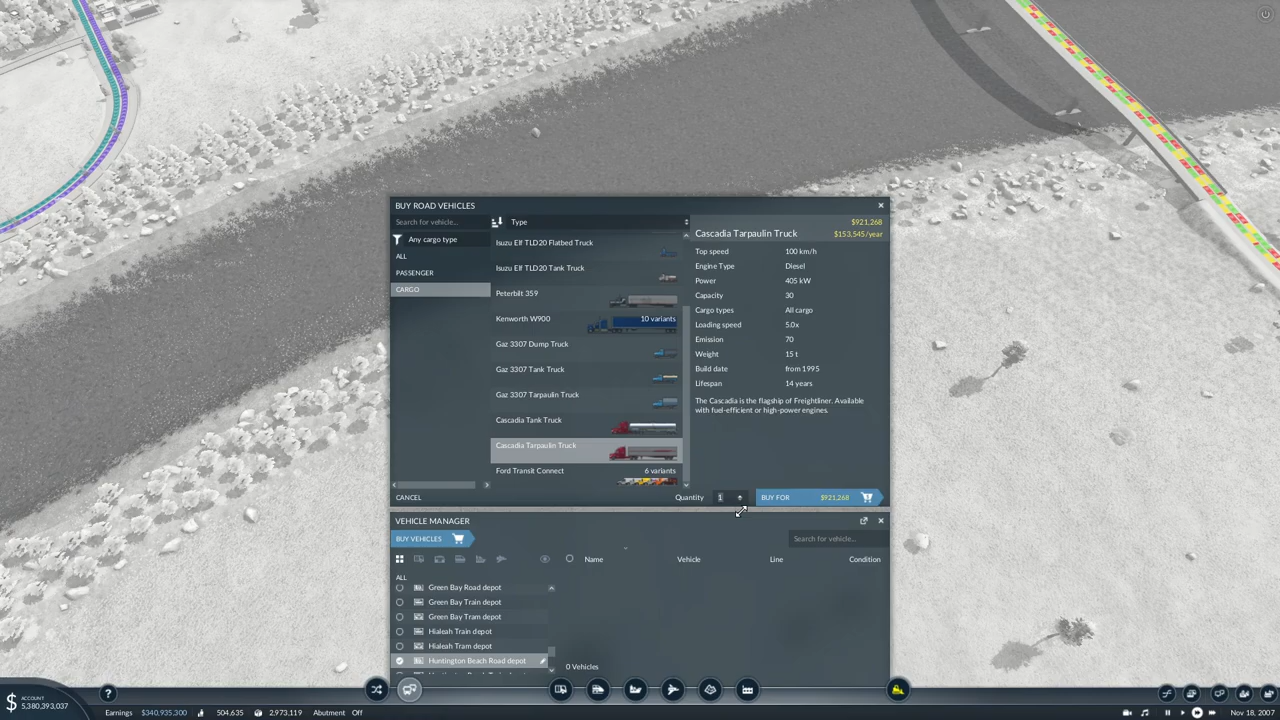 BUY ROAD VEHICLES
Search for vehicle...
Type
$921,268
Any cargo type
Cascadia Tarpaulin Truck
$153,545/year
ALL
PASSENGER
CARGO
Isuzu Elf TLD20 Flatbed Truck
Isuzu Elf TLD20 Tank Truck
Peterbilt 359
Kenworth W900
10 variants
Gaz 3307 Dump Truck
Gaz 3307 Tank Truck
Gaz 3307 Tarpaulin Truck
Cascadia Tank Truck
Cascadia Tarpaulin Truck
Ford Transit Connect
6 variants
Top speed 100 km/h
Engine Type Diesel
Power 405 kW
Capacity 30
Cargo types All cargo
Loading speed 5.0x
Emission 70
Weight 15 t
Build date from 1995
Lifespan 14 years
The Cascadia is the flagship of Freightliner. Available
with fuel-efficient or high-power engines.
CANCEL
Quantity 1
BUY FOR $921,268
VEHICLE MANAGER
BUY VEHICLES
Search for vehicle...
Name Vehicle Line Condition
ALL
Green Bay Road depot
Green Bay Train depot
Green Bay Tram depot
Hialeah Train depot
Hialeah Tram depot
Huntington Beach Road depot
0 Vehicles
$ ACCOUNT
5,380,393,037
?
Earnings $340,935,300 504,635 2,973,119 Abutment Off
Nov 18, 2007